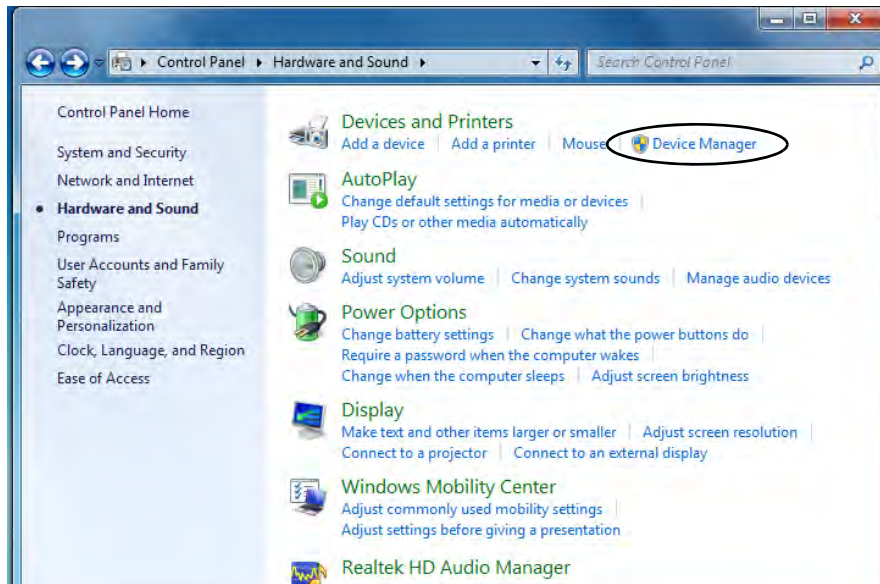 Control Panel ▸ Hardware and Sound ▸
Search Control Panel
Control Panel Home
System and Security
Network and Internet
Hardware and Sound
Programs
User Accounts and Family
Safety
Appearance and
Personalization
Clock, Language, and Region
Ease of Access
Devices and Printers
Add a device Add a printer Mouse Device Manager
AutoPlay
Change default settings for media or devices
Play CDs or other media automatically
Sound
Adjust system volume Change system sounds Manage audio devices
Power Options
Change battery settings Change what the power buttons do
Require a password when the computer wakes
Change when the computer sleeps Adjust screen brightness
Display
Make text and other items larger or smaller Adjust screen resolution
Connect to a projector Connect to an external display
Windows Mobility Center
Adjust commonly used mobility settings
Adjust settings before giving a presentation
Realtek HD Audio Manager